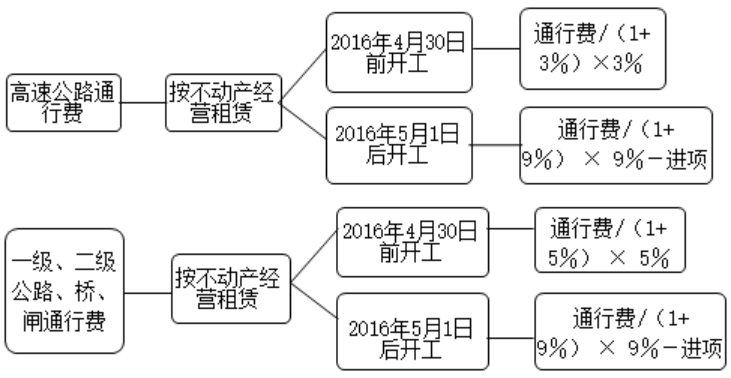 高速公路通
行费
按不动产经
营租赁
2016年4月30日
前开工
通行费/（1+
3%）×3%
2016年5月1日
后开工
通行费/（1+
9%） × 9%－进项
一级、二级
公路、桥、
闸通行费
按不动产经
营租赁
2016年4月30日
前开工
通行费/（1+
5%） × 5%
2016年5月1日
后开工
通行费/（1+
9%） × 9%－进项